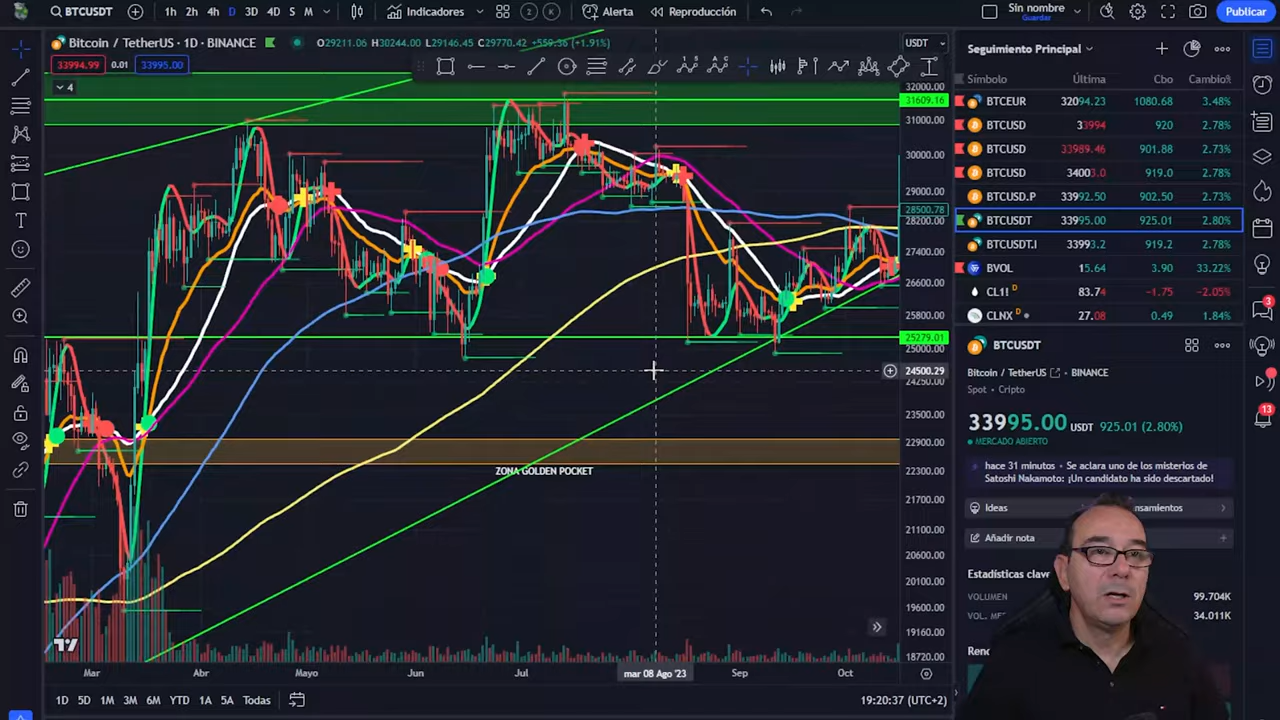 BTCUSDT
1h 2h 4h D 3D 4D S M
Indicadores
2 K
Alerta
Reproducción
Sin nombre
Guardar
Publicar
Bitcoin / TetherUS · 1D · BINANCE
O29211.06 H30244.00 L29146.45 C29770.42 +559.36 (+1.91%)
33994.99 0.01 33995.00
4
USDT
32000.00
31609.16
31000.00
30000.00
29000.00
28500.78
28200.00
27400.00
26600.00
25800.00
25279.01
25000.00
24500.29
24250.00
23500.00
22900.00
22300.00
21700.00
21100.00
20600.00
20100.00
19600.00
19160.00
18720.00
ZONA GOLDEN POCKET
Mar Abr Mayo Jun Jul mar 08 Ago '23 Sep Oct
1D 5D 1M 3M 6M YTD 1A 5A Todas
19:20:37 (UTC+2)
Seguimiento Principal
Símbolo Última Cbo Cambio%
BTCEUR 32094.23 1080.68 3.48%
BTCUSD 33994 920 2.78%
BTCUSD 33989.46 901.88 2.73%
BTCUSD 34003.0 919.0 2.78%
BTCUSD.P 33992.50 902.50 2.73%
BTCUSDT 33995.00 925.01 2.80%
BTCUSDT.I 33993.2 919.2 2.78%
BVOL 15.64 3.90 33.22%
CL1! D 83.74 −1.75 −2.05%
CLNX D 27.08 0.49 1.84%
BTCUSDT
Bitcoin / TetherUS · BINANCE
Spot · Cripto
33995.00 USDT 925.01 (2.80%)
MERCADO ABIERTO
hace 31 minutos · Se aclara uno de los misterios de
Satoshi Nakamoto: ¡Un candidato ha sido descartado!
Ideas
Añadir nota
Estadísticas
VOLUMEN 99.704K
34.011K
13